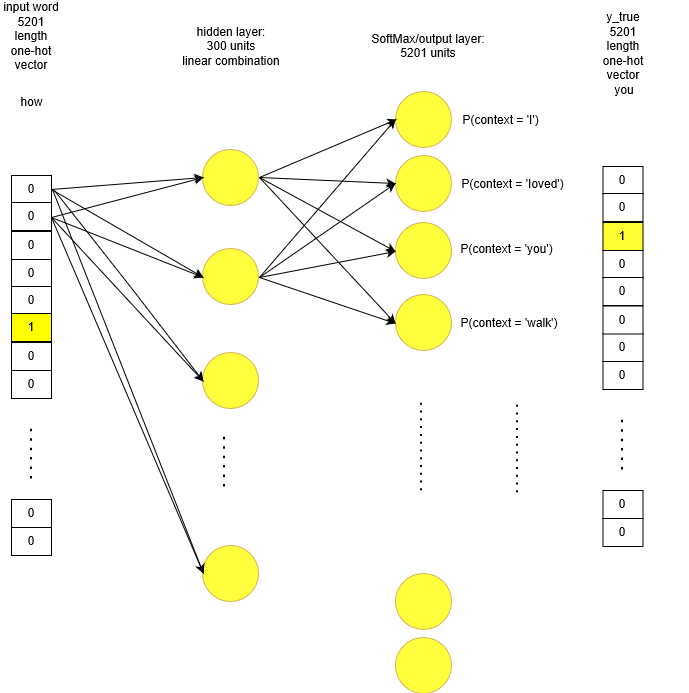 input word
5201
length
one-hot
vector
how
hidden layer:
300 units
linear combination
SoftMax/output layer:
5201 units
y_true
5201
length
one-hot
vector
you
0
0
0
0
0
1
0
0
0
0
P(context = 'I')
P(context = 'loved')
P(context = 'you')
P(context = 'walk')
0
0
1
0
0
0
0
0
0
0